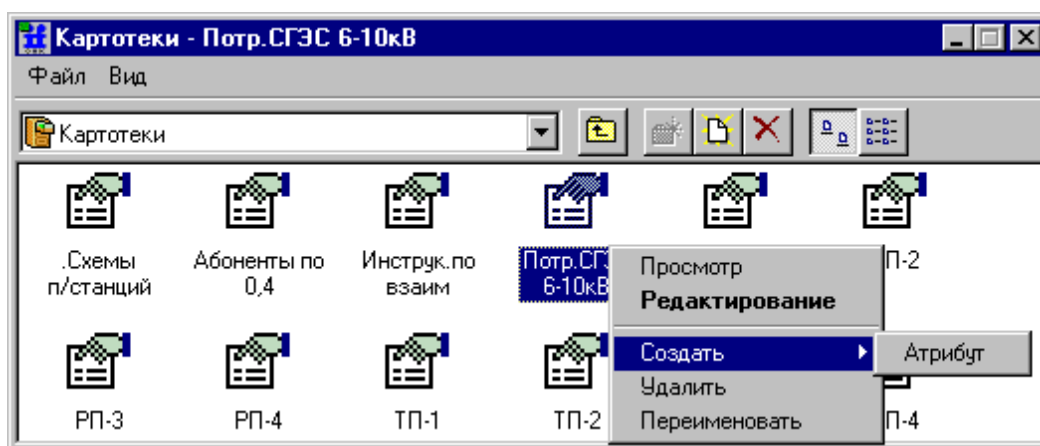 Картотеки - Потр.СГЭС 6-10кВ
Файл Вид
Картотеки
.Схемы п/станций
Абоненты по 0,4
Инструк.по взаим
Потр.СГЭ
6-10кВ
П-2
Просмотр
Редактирование
Создать
Атрибут
Удалить
Переименовать
РП-3
РП-4
ТП-1
ТП-2
П-4